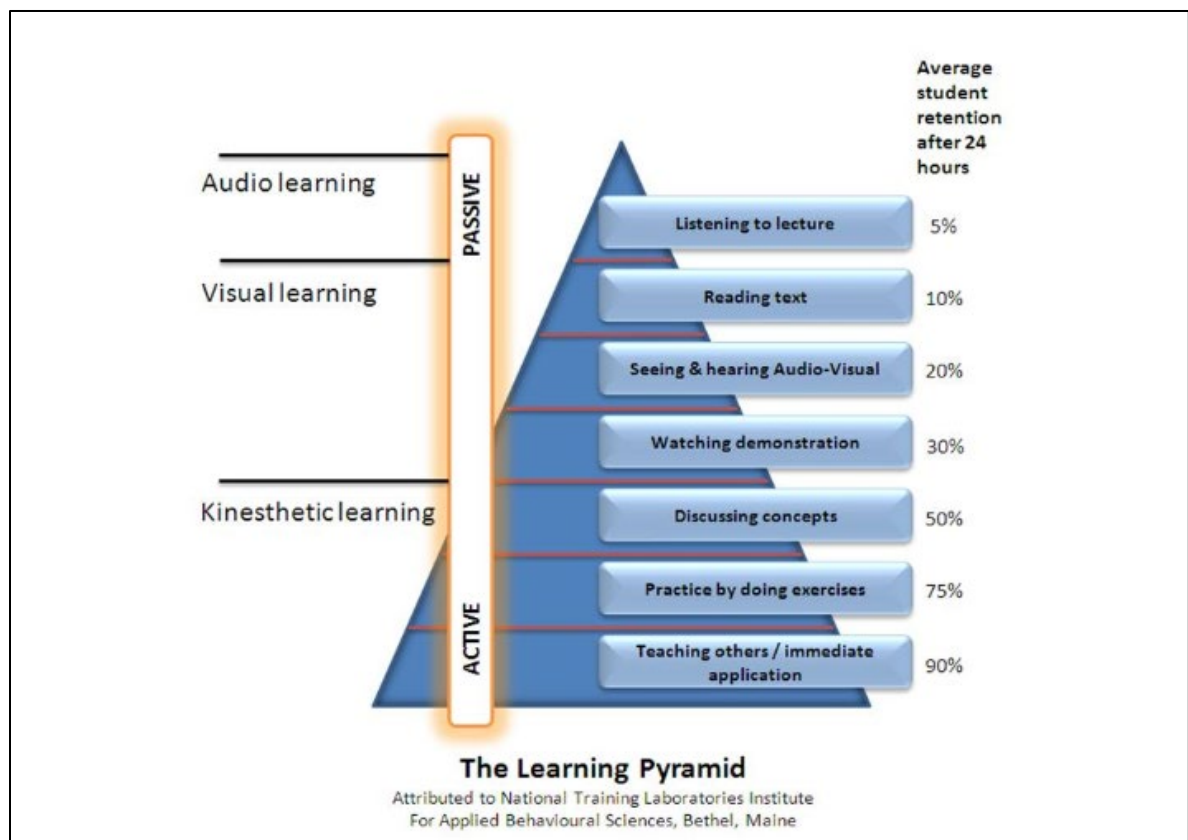 Average
student
retention
after 24
hours
Audio learning
PASSIVE
Listening to lecture 5%
Visual learning
Reading text 10%
Seeing & hearing Audio-Visual 20%
Watching demonstration 30%
Kinesthetic learning
Discussing concepts 50%
Practice by doing exercises 75%
ACTIVE
Teaching others / immediate
application
90%
The Learning Pyramid
Attributed to National Training Laboratories Institute
For Applied Behavioural Sciences, Bethel, Maine